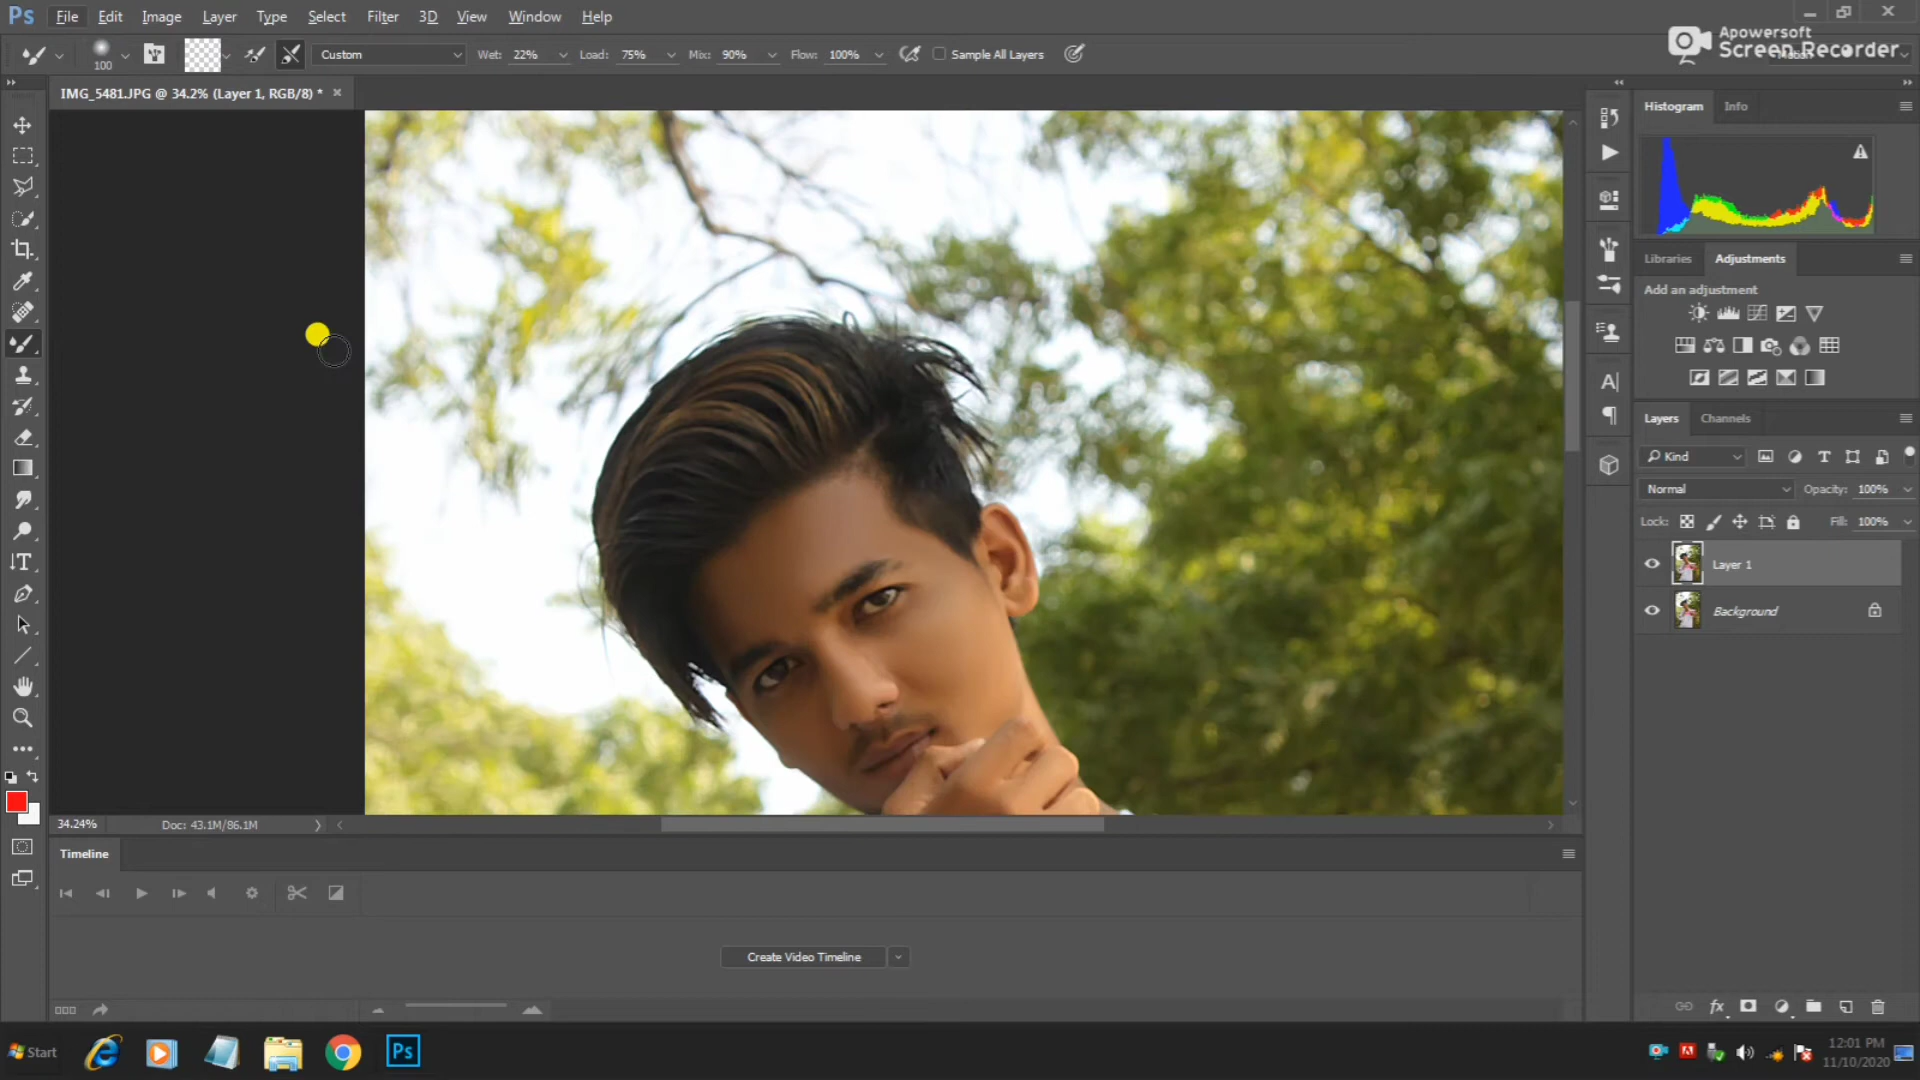 Ps File Edit Image Layer Type Select Filter 3D View Window Help
Apowersoft
Screen Recorder
100 Custom Wet: 22% Load: 75% Mix: 90% Flow: 100% Sample All Layers
IMG_5481.JPG @ 34.2% (Layer 1, RGB/8) *
Histogram Info
Libraries Adjustments
Add an adjustment
Layers Channels
Kind
Normal Opacity: 100%
Lock: Fill: 100%
Layer 1
Background
34.24% Doc: 43.1M/86.1M
Timeline
Create Video Timeline
Start Ps
12:01 PM
11/10/2020